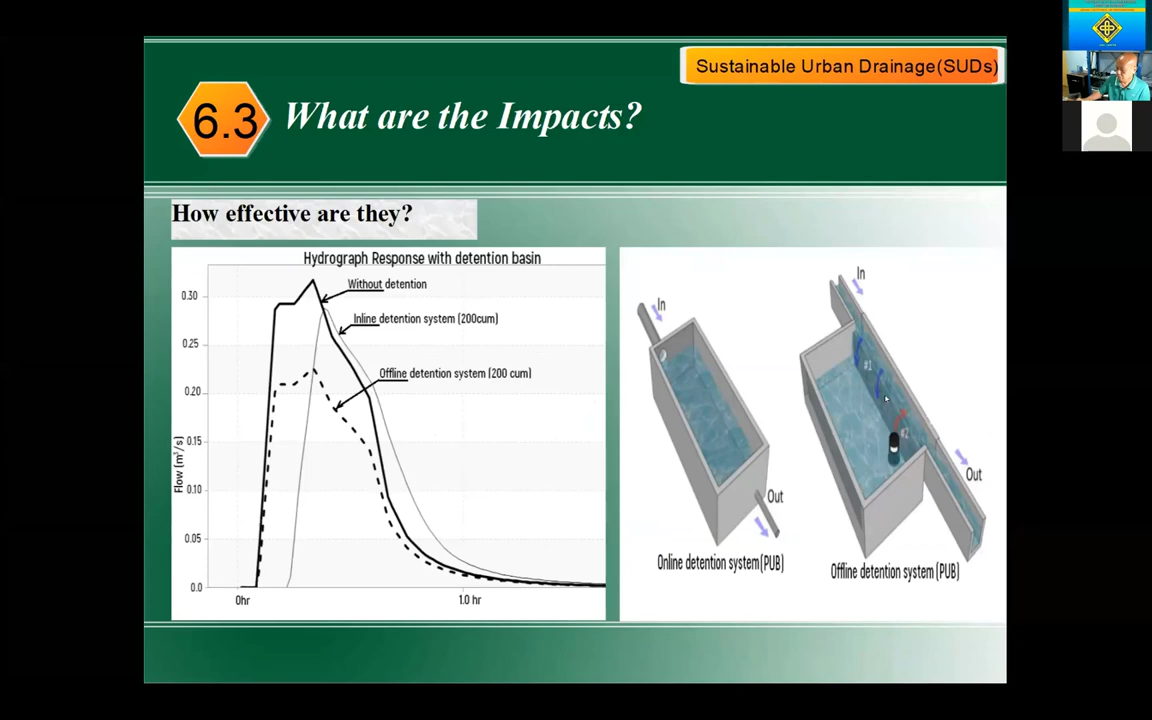 Sustainable Urban Drainage(SUDs)
6.3
What are the Impacts?
How effective are they?
Hydrograph Response with detention basin
Without detention
Inline detention system (200cum)
Offline detention system (200 cum)
0.30
0.25
0.20
0.15
0.10
0.05
0.0
Flow (m³/s)
0hr
1.0 hr
In
Out
Online detention system(PUB)
In
#1
#2
Out
Offline detention system (PUB)